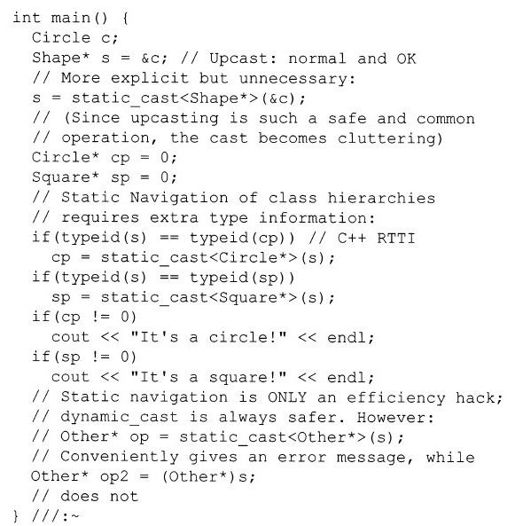 int main() {
  Circle c;
  Shape* s = &c; // Upcast: normal and OK
  // More explicit but unnecessary:
  s = static_cast<Shape*>(&c);
  // (Since upcasting is such a safe and common
  // operation, the cast becomes cluttering)
  Circle* cp = 0;
  Square* sp = 0;
  // Static Navigation of class hierarchies
  // requires extra type information:
  if(typeid(s) == typeid(cp)) // C++ RTTI
    cp = static_cast<Circle*>(s);
  if(typeid(s) == typeid(sp))
    sp = static_cast<Square*>(s);
  if(cp != 0)
    cout << "It's a circle!" << endl;
  if(sp != 0)
    cout << "It's a square!" << endl;
  // Static navigation is ONLY an efficiency hack;
  // dynamic_cast is always safer. However:
  // Other* op = static_cast<Other*>(s);
  // Conveniently gives an error message, while
  Other* op2 = (Other*)s;
  // does not
} ///:~